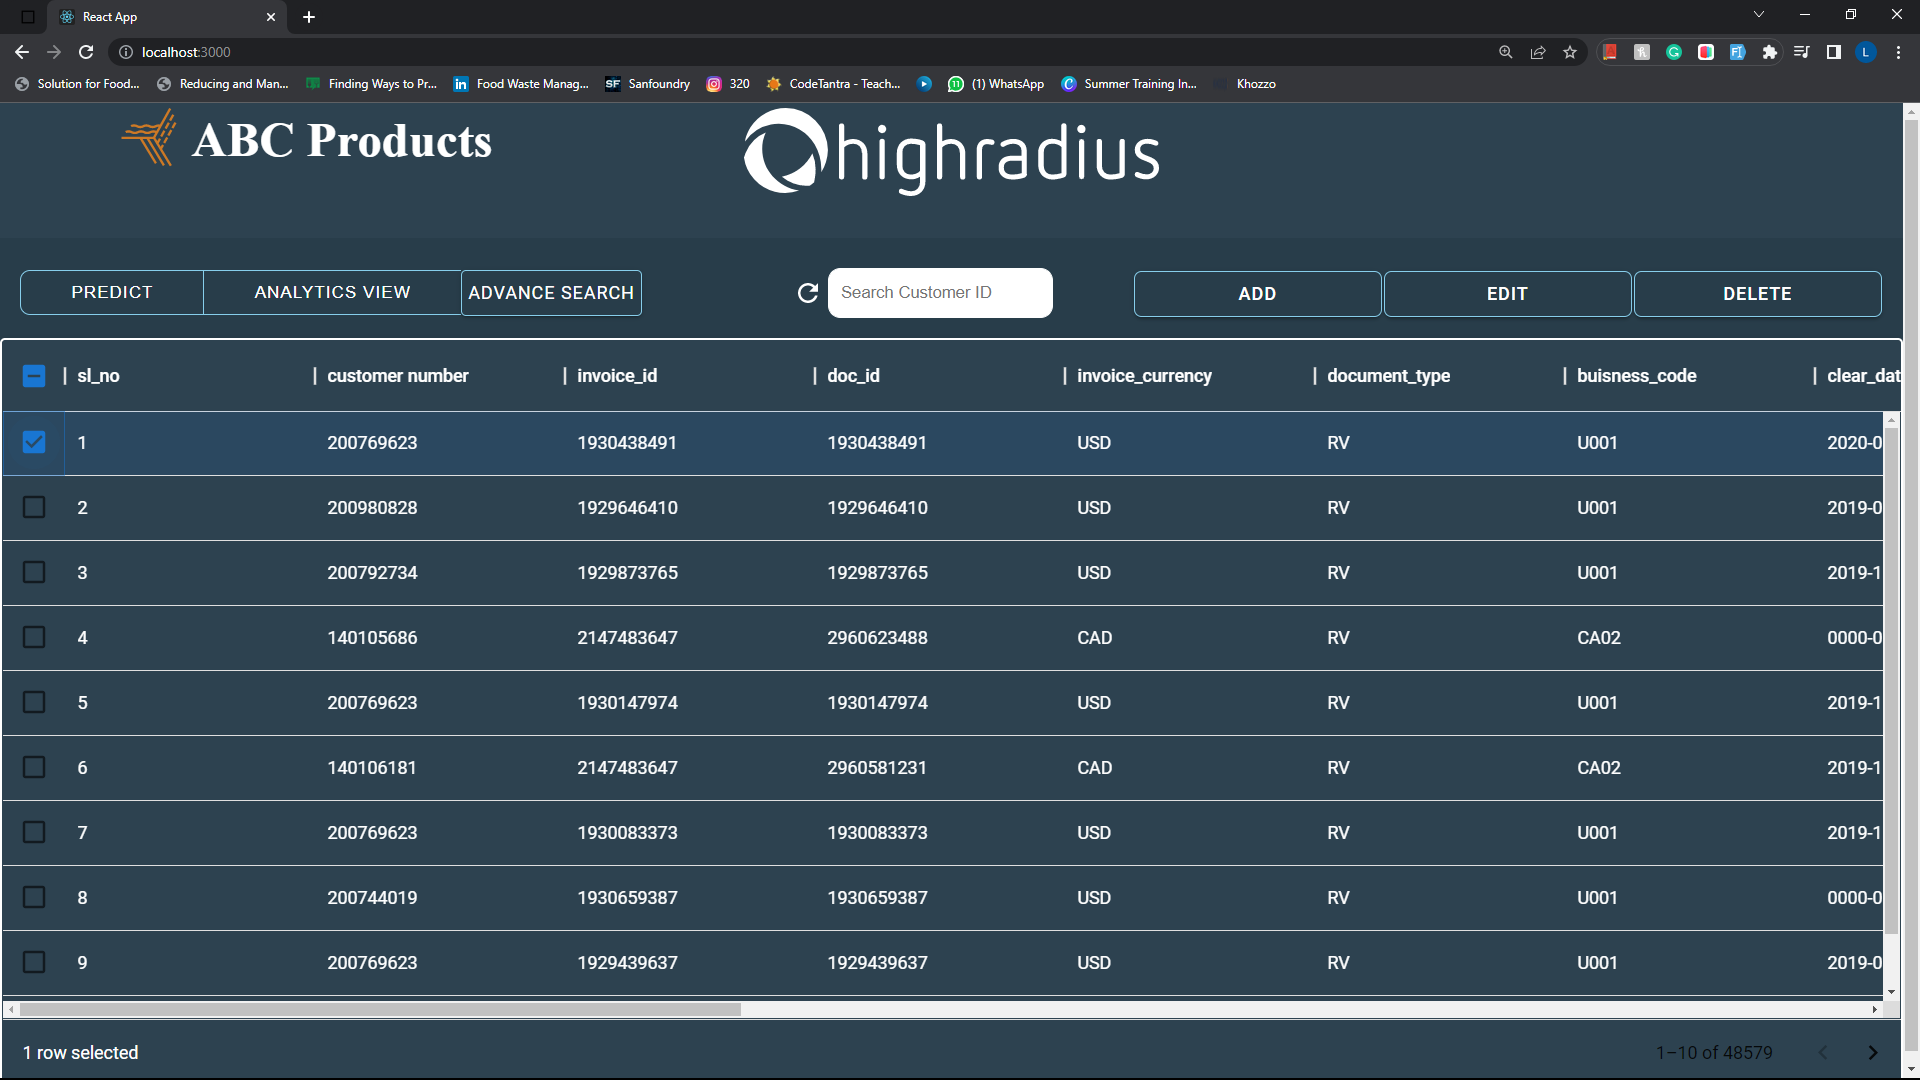 React App
localhost:3000
Solution for Food... Reducing and Man... Finding Ways to Pr... in Food Waste Manag... SF Sanfoundry 320 CodeTantra - Teach... 11 (1) WhatsApp C Summer Training In... Khozzo
ABC Products highradius
PREDICT ANALYTICS VIEW ADVANCE SEARCH Search Customer ID ADD EDIT DELETE
sl_no customer number invoice_id doc_id invoice_currency document_type buisness_code clear_dat
1 200769623 1930438491 1930438491 USD RV U001 2020-0
2 200980828 1929646410 1929646410 USD RV U001 2019-0
3 200792734 1929873765 1929873765 USD RV U001 2019-1
4 140105686 2147483647 2960623488 CAD RV CA02 0000-0
5 200769623 1930147974 1930147974 USD RV U001 2019-1
6 140106181 2147483647 2960581231 CAD RV CA02 2019-1
7 200769623 1930083373 1930083373 USD RV U001 2019-1
8 200744019 1930659387 1930659387 USD RV U001 0000-0
9 200769623 1929439637 1929439637 USD RV U001 2019-0
1 row selected 1–10 of 48579